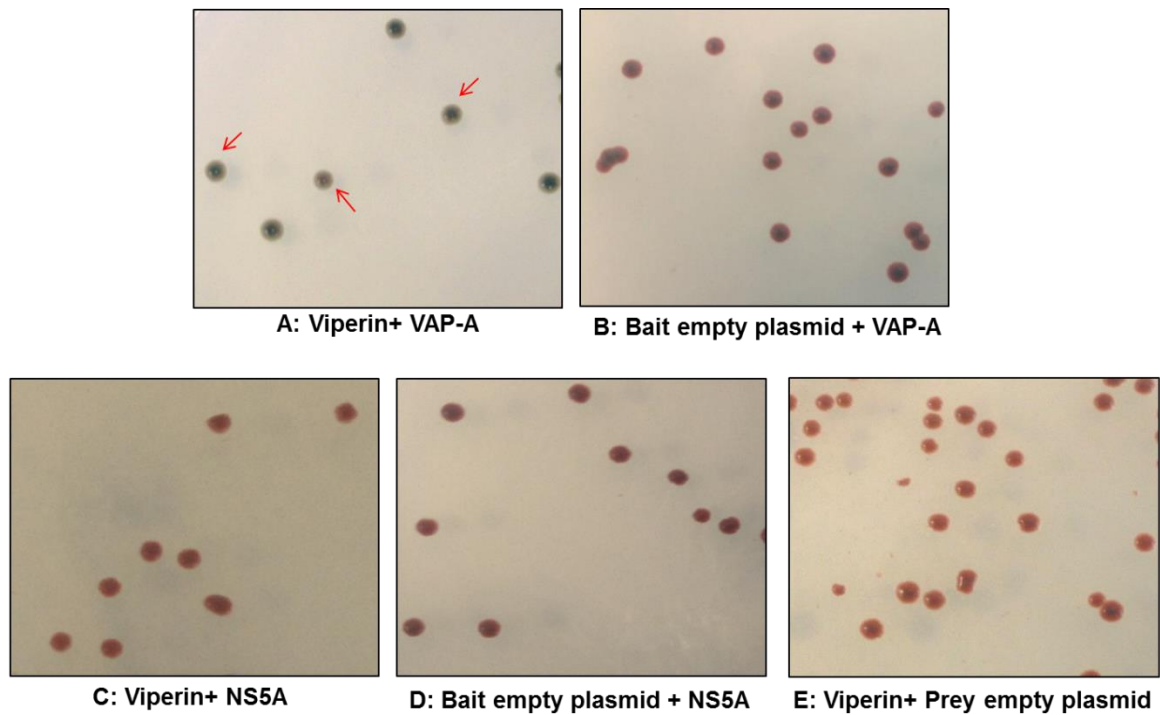 A: Viperin+ VAP-A
B: Bait empty plasmid + VAP-A
C: Viperin+ NS5A
D: Bait empty plasmid + NS5A
E: Viperin+ Prey empty plasmid